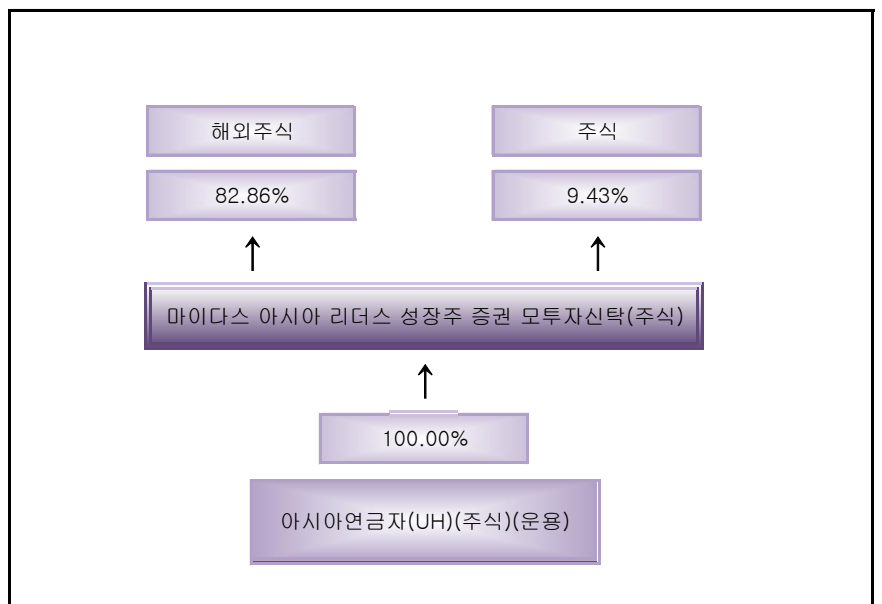 해외주식
주식
82.86%
9.43%
↑
↑
마이다스 아시아 리더스 성장주 증권 모투자신탁(주식)
↑
100.00%
아시아연금자(UH)(주식)(운용)